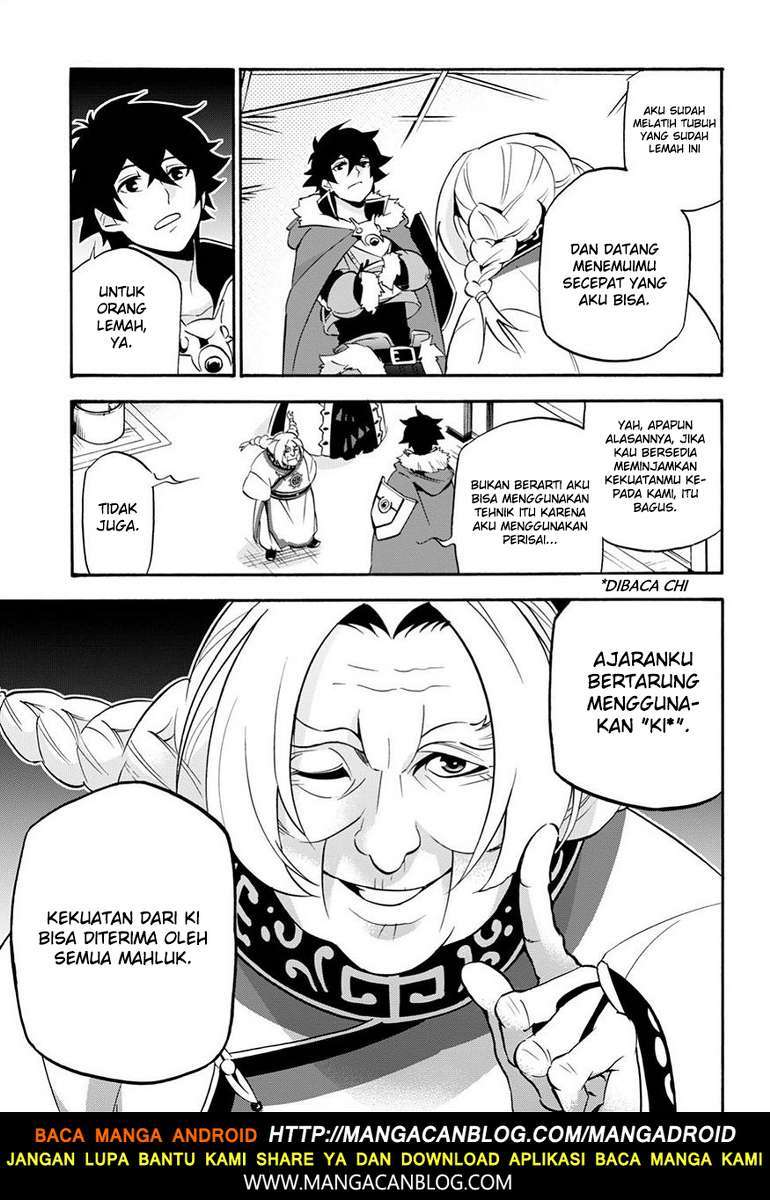 AKU SUDAH
MELATIH TUBUH
YANG SUDAH
LEMAH INI
DAN DATANG
MENEMUIMU
SECEPAT YANG
AKU BISA.
UNTUK
ORANG
LEMAH,
YA.
YAH, APAPUN
ALASANNYA, JIKA
KAU BERSEDIA
MEMINJAMKAN
KEKUATANMU KE-
PADA KAMI, ITU
BAGUS.
BUKAN BERARTI AKU
BISA MENGGUNAKAN
TEHNIK ITU KARENA
AKU MENGGUNAKAN
PERISAI...
TIDAK
JUGA.
*DIBACA CHI
AJARANKU
BERTARUNG
MENGGUNA-
KAN "KI*".
KEKUATAN DARI KI
BISA DITERIMA OLEH
SEMUA MAHLUK.
BACA MANGA ANDROID HTTP://MANGACANBLOG.COM/MANGADROID
JANGAN LUPA BANTU KAMI SHARE YA DAN DOWNLOAD APLIKASI BACA MANGA KAMI
WWW.MANGACANBLOG.COM